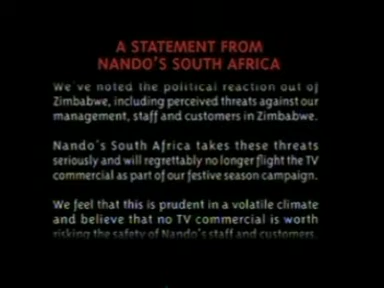 A STATEMENT FROM
NANDO'S SOUTH AFRICA
We've noted the political reaction out of
Zimbabwe, including perceived threats against our
management, staff and customers in Zimbabwe.
Nando's South Africa takes these threats
seriously and will regrettably no longer flight the TV
commercial as part of our festive season campaign.
We feel that this is prudent in a volatile climate
and believe that no TV commercial is worth
risking the safety of Nando's staff and customers.